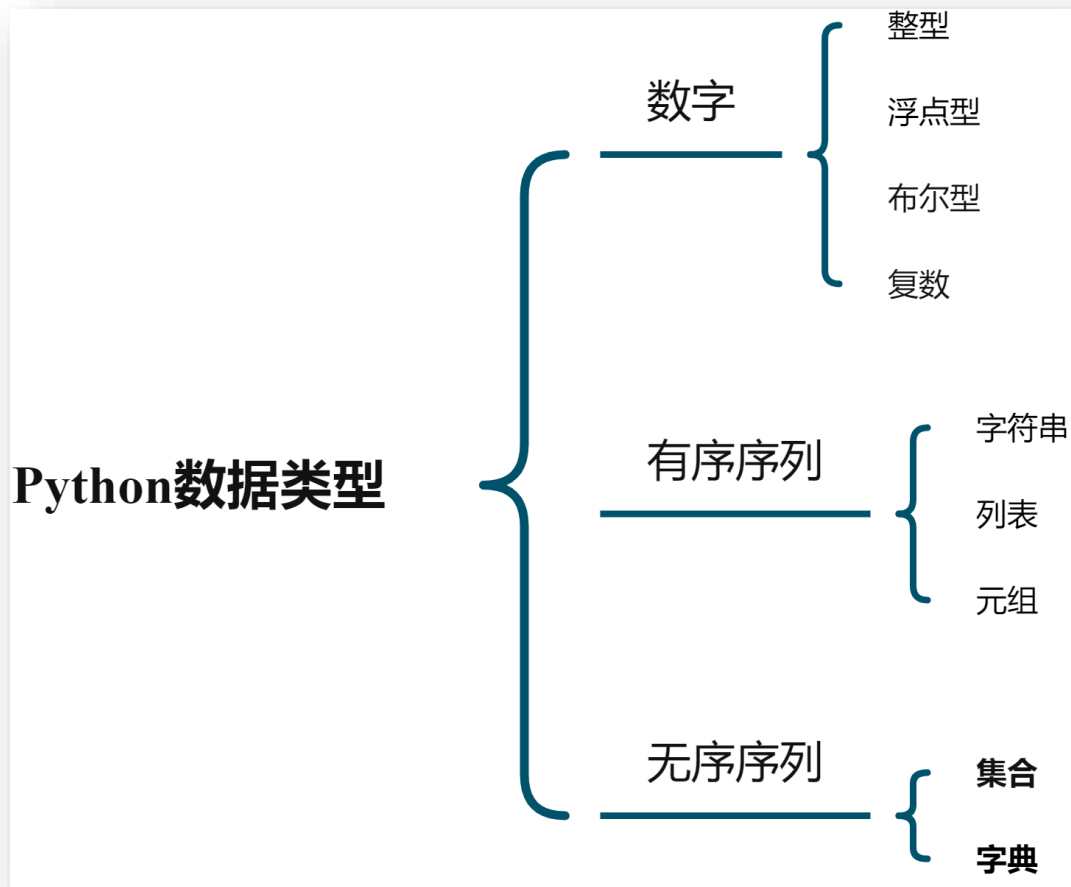 Python数据类型
数字
整型
浮点型
布尔型
复数
有序序列
字符串
列表
元组
无序序列
集合
字典